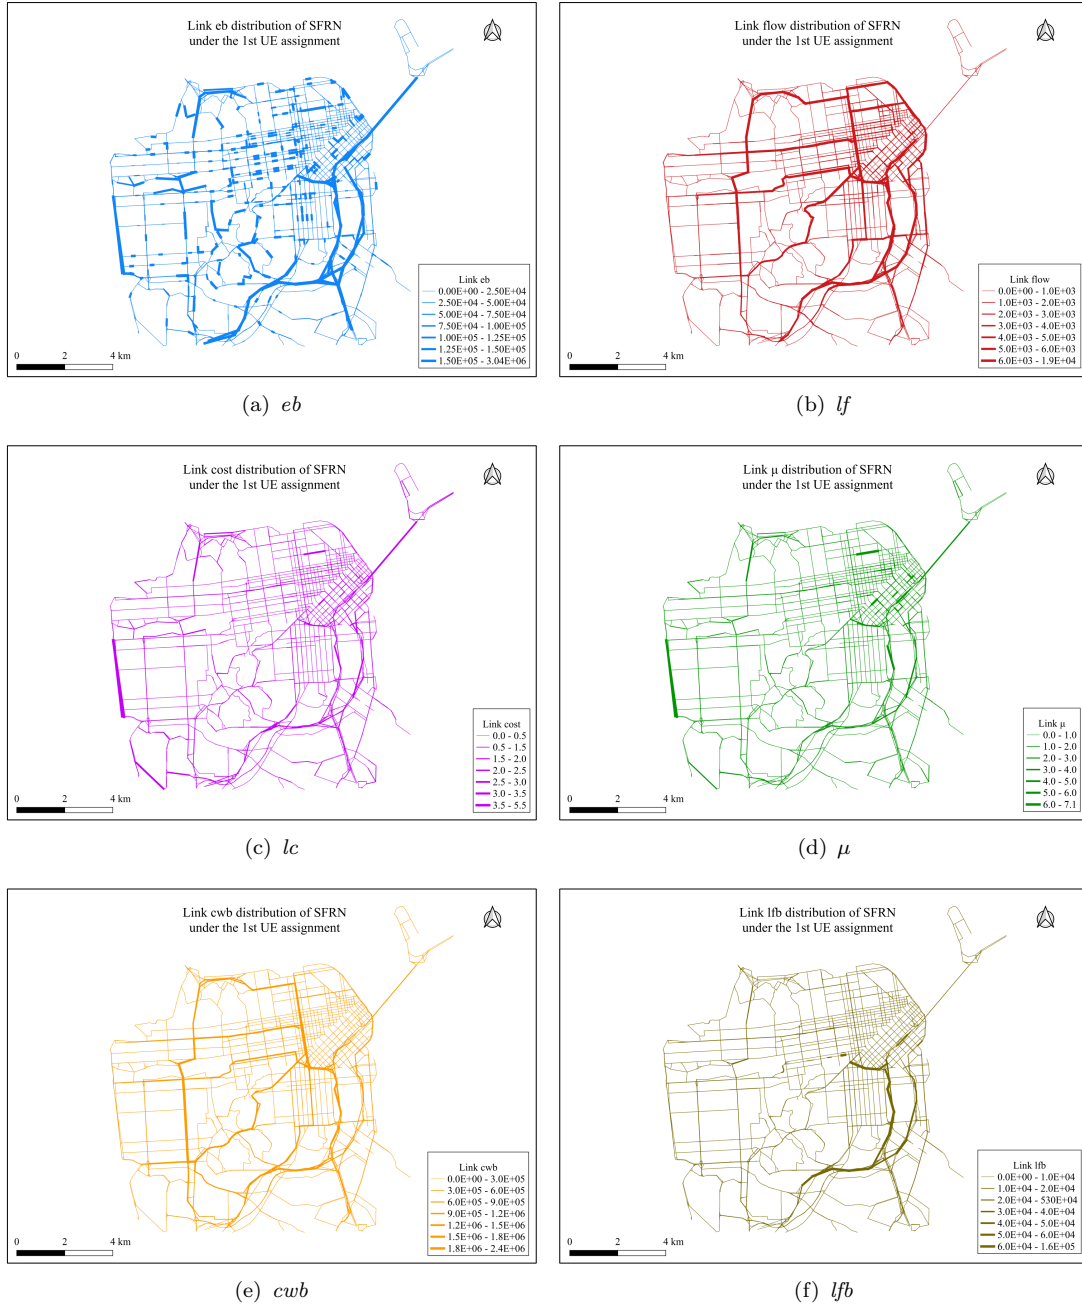 Link eb distribution of SFRN
under the 1st UE assignment
Link eb
0.00E+00 - 2.50E+04
2.50E+04 - 5.00E+04
5.00E+04 - 7.50E+04
7.50E+04 - 1.00E+05
1.00E+05 - 1.25E+05
1.25E+05 - 1.50E+05
1.50E+05 - 3.04E+06
0 2 4 km
(a) eb
Link flow distribution of SFRN
under the 1st UE assignment
Link flow
0.0E+00 - 1.0E+03
1.0E+03 - 2.0E+03
2.0E+03 - 3.0E+03
3.0E+03 - 4.0E+03
4.0E+03 - 5.0E+03
5.0E+03 - 6.0E+03
6.0E+03 - 1.9E+04
0 2 4 km
(b) lf
Link cost distribution of SFRN
under the 1st UE assignment
Link cost
0.0 - 0.5
0.5 - 1.5
1.5 - 2.0
2.0 - 2.5
2.5 - 3.0
3.0 - 3.5
3.5 - 5.5
0 2 4 km
(c) lc
Link μ distribution of SFRN
under the 1st UE assignment
Link μ
0.0 - 1.0
1.0 - 2.0
2.0 - 3.0
3.0 - 4.0
4.0 - 5.0
5.0 - 6.0
6.0 - 7.1
0 2 4 km
(d) μ
Link cwb distribution of SFRN
under the 1st UE assignment
Link cwb
0.0E+00 - 3.0E+05
3.0E+05 - 6.0E+05
6.0E+05 - 9.0E+05
9.0E+05 - 1.2E+06
1.2E+06 - 1.5E+06
1.5E+06 - 1.8E+06
1.8E+06 - 2.4E+06
0 2 4 km
(e) cwb
Link lfb distribution of SFRN
under the 1st UE assignment
Link lfb
0.0E+00 - 1.0E+04
1.0E+04 - 2.0E+04
2.0E+04 - 530E+04
3.0E+04 - 4.0E+04
4.0E+04 - 5.0E+04
5.0E+04 - 6.0E+04
6.0E+04 - 1.6E+05
0 2 4 km
(f) lfb